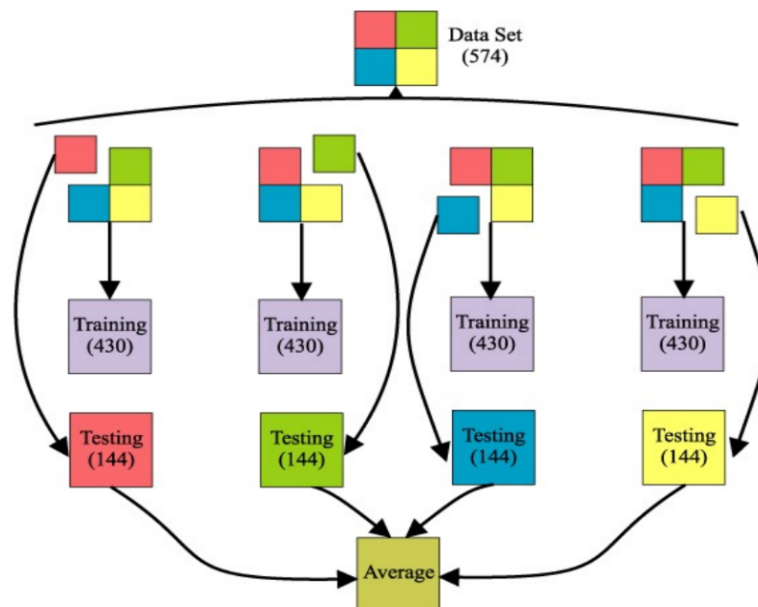 Data Set
(574)
Training
(430)
Training
(430)
Training
(430)
Training
(430)
Testing
(144)
Testing
(144)
Testing
(144)
Testing
(144)
Average